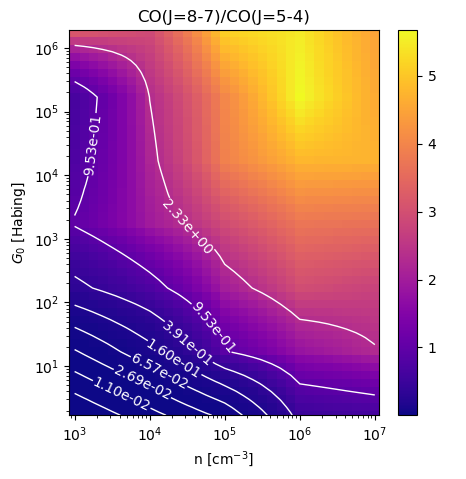 CO(J=8-7)/CO(J=5-4)
10^6
10^5
10^4
10^3
10^2
10^1
G_0 [Habing]
9.53e-01
2.33e+00
9.53e-01
3.91e-01
1.60e-01
6.57e-02
2.69e-02
1.10e-02
10^3
10^4
10^5
10^6
10^7
n [cm^{-3}]
5
4
3
2
1